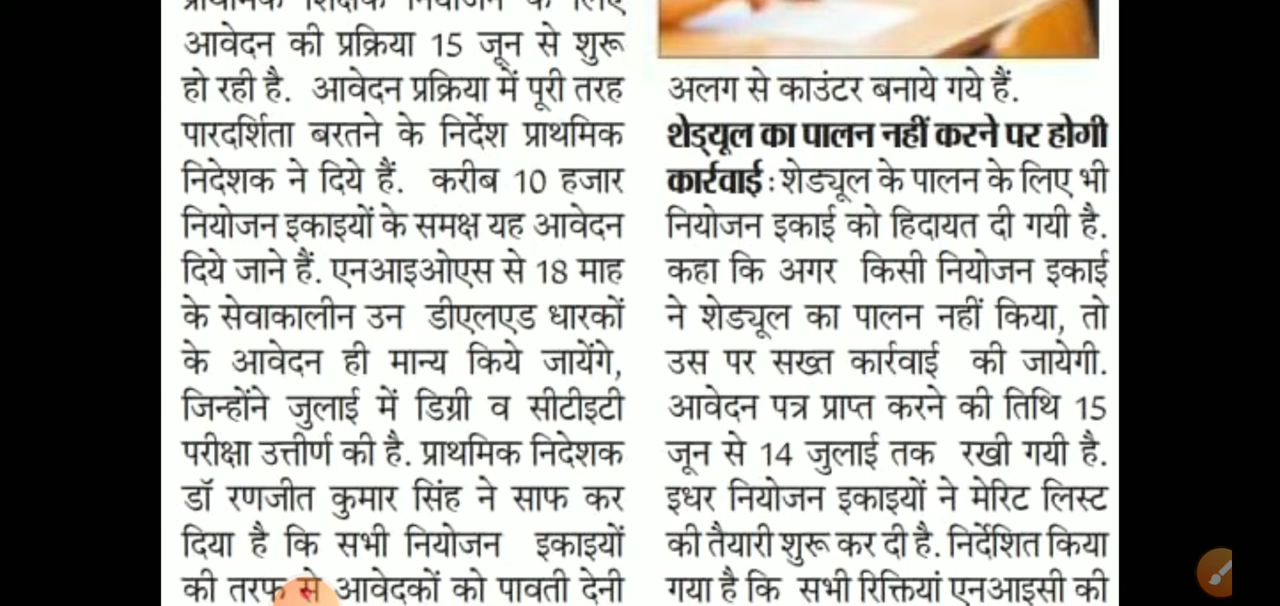 प्राथमिक शिक्षक नियोजन के लिए
आवेदन की प्रक्रिया 15 जून से शुरू
हो रही है. आवेदन प्रक्रिया में पूरी तरह
पारदर्शिता बरतने के निर्देश प्राथमिक
निदेशक ने दिये हैं. करीब 10 हजार
नियोजन इकाइयों के समक्ष यह आवेदन
दिये जाने हैं. एनआइओएस से 18 माह
के सेवाकालीन उन डीएलएड धारकों
के आवेदन ही मान्य किये जायेंगे,
जिन्होंने जुलाई में डिग्री व सीटीइटी
परीक्षा उत्तीर्ण की है. प्राथमिक निदेशक
डॉ रणजीत कुमार सिंह ने साफ कर
दिया है कि सभी नियोजन इकाइयों
की तरफ से आवेदकों को पावती देनी
अलग से काउंटर बनाये गये हैं.
शेड्यूल का पालन नहीं करने पर होगी
कार्रवाई : शेड्यूल के पालन के लिए भी
नियोजन इकाई को हिदायत दी गयी है.
कहा कि अगर किसी नियोजन इकाई
ने शेड्यूल का पालन नहीं किया, तो
उस पर सख्त कार्रवाई की जायेगी.
आवेदन पत्र प्राप्त करने की तिथि 15
जून से 14 जुलाई तक रखी गयी है.
इधर नियोजन इकाइयों ने मेरिट लिस्ट
की तैयारी शुरू कर दी है. निर्देशित किया
गया है कि सभी रिक्तियां एनआइसी की